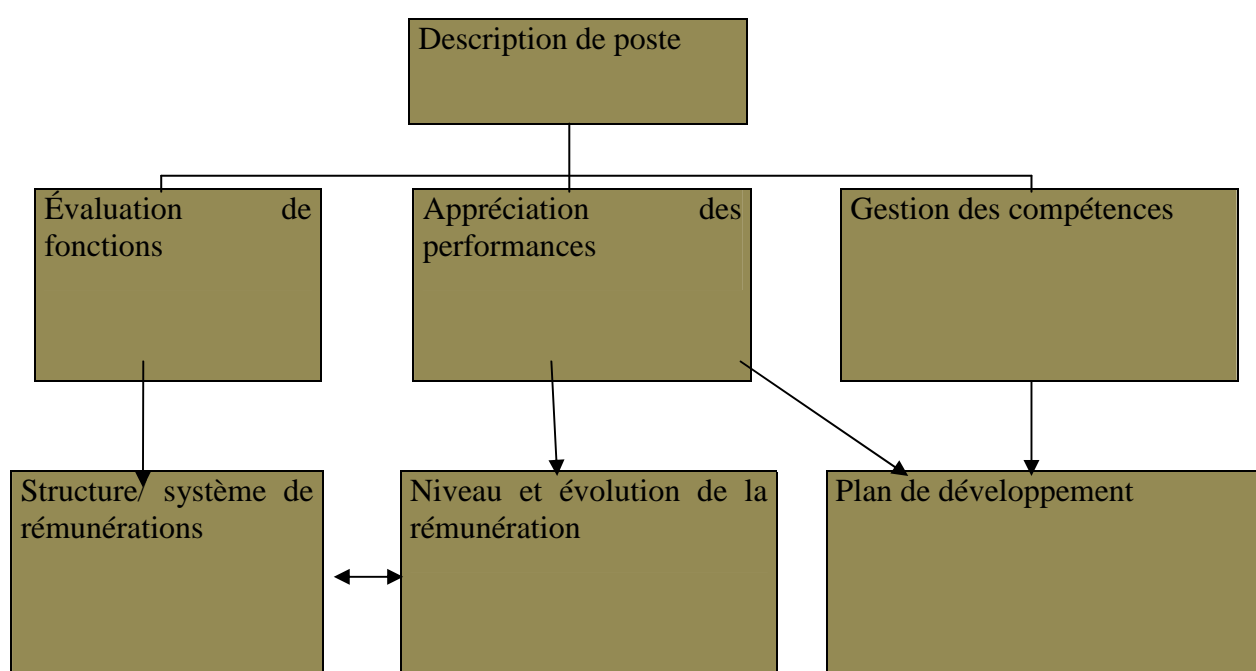 Description de poste
Évaluation de
fonctions
Appréciation des
performances
Gestion des compétences
Structure/ système de
rémunérations
Niveau et évolution de la
rémunération
Plan de développement